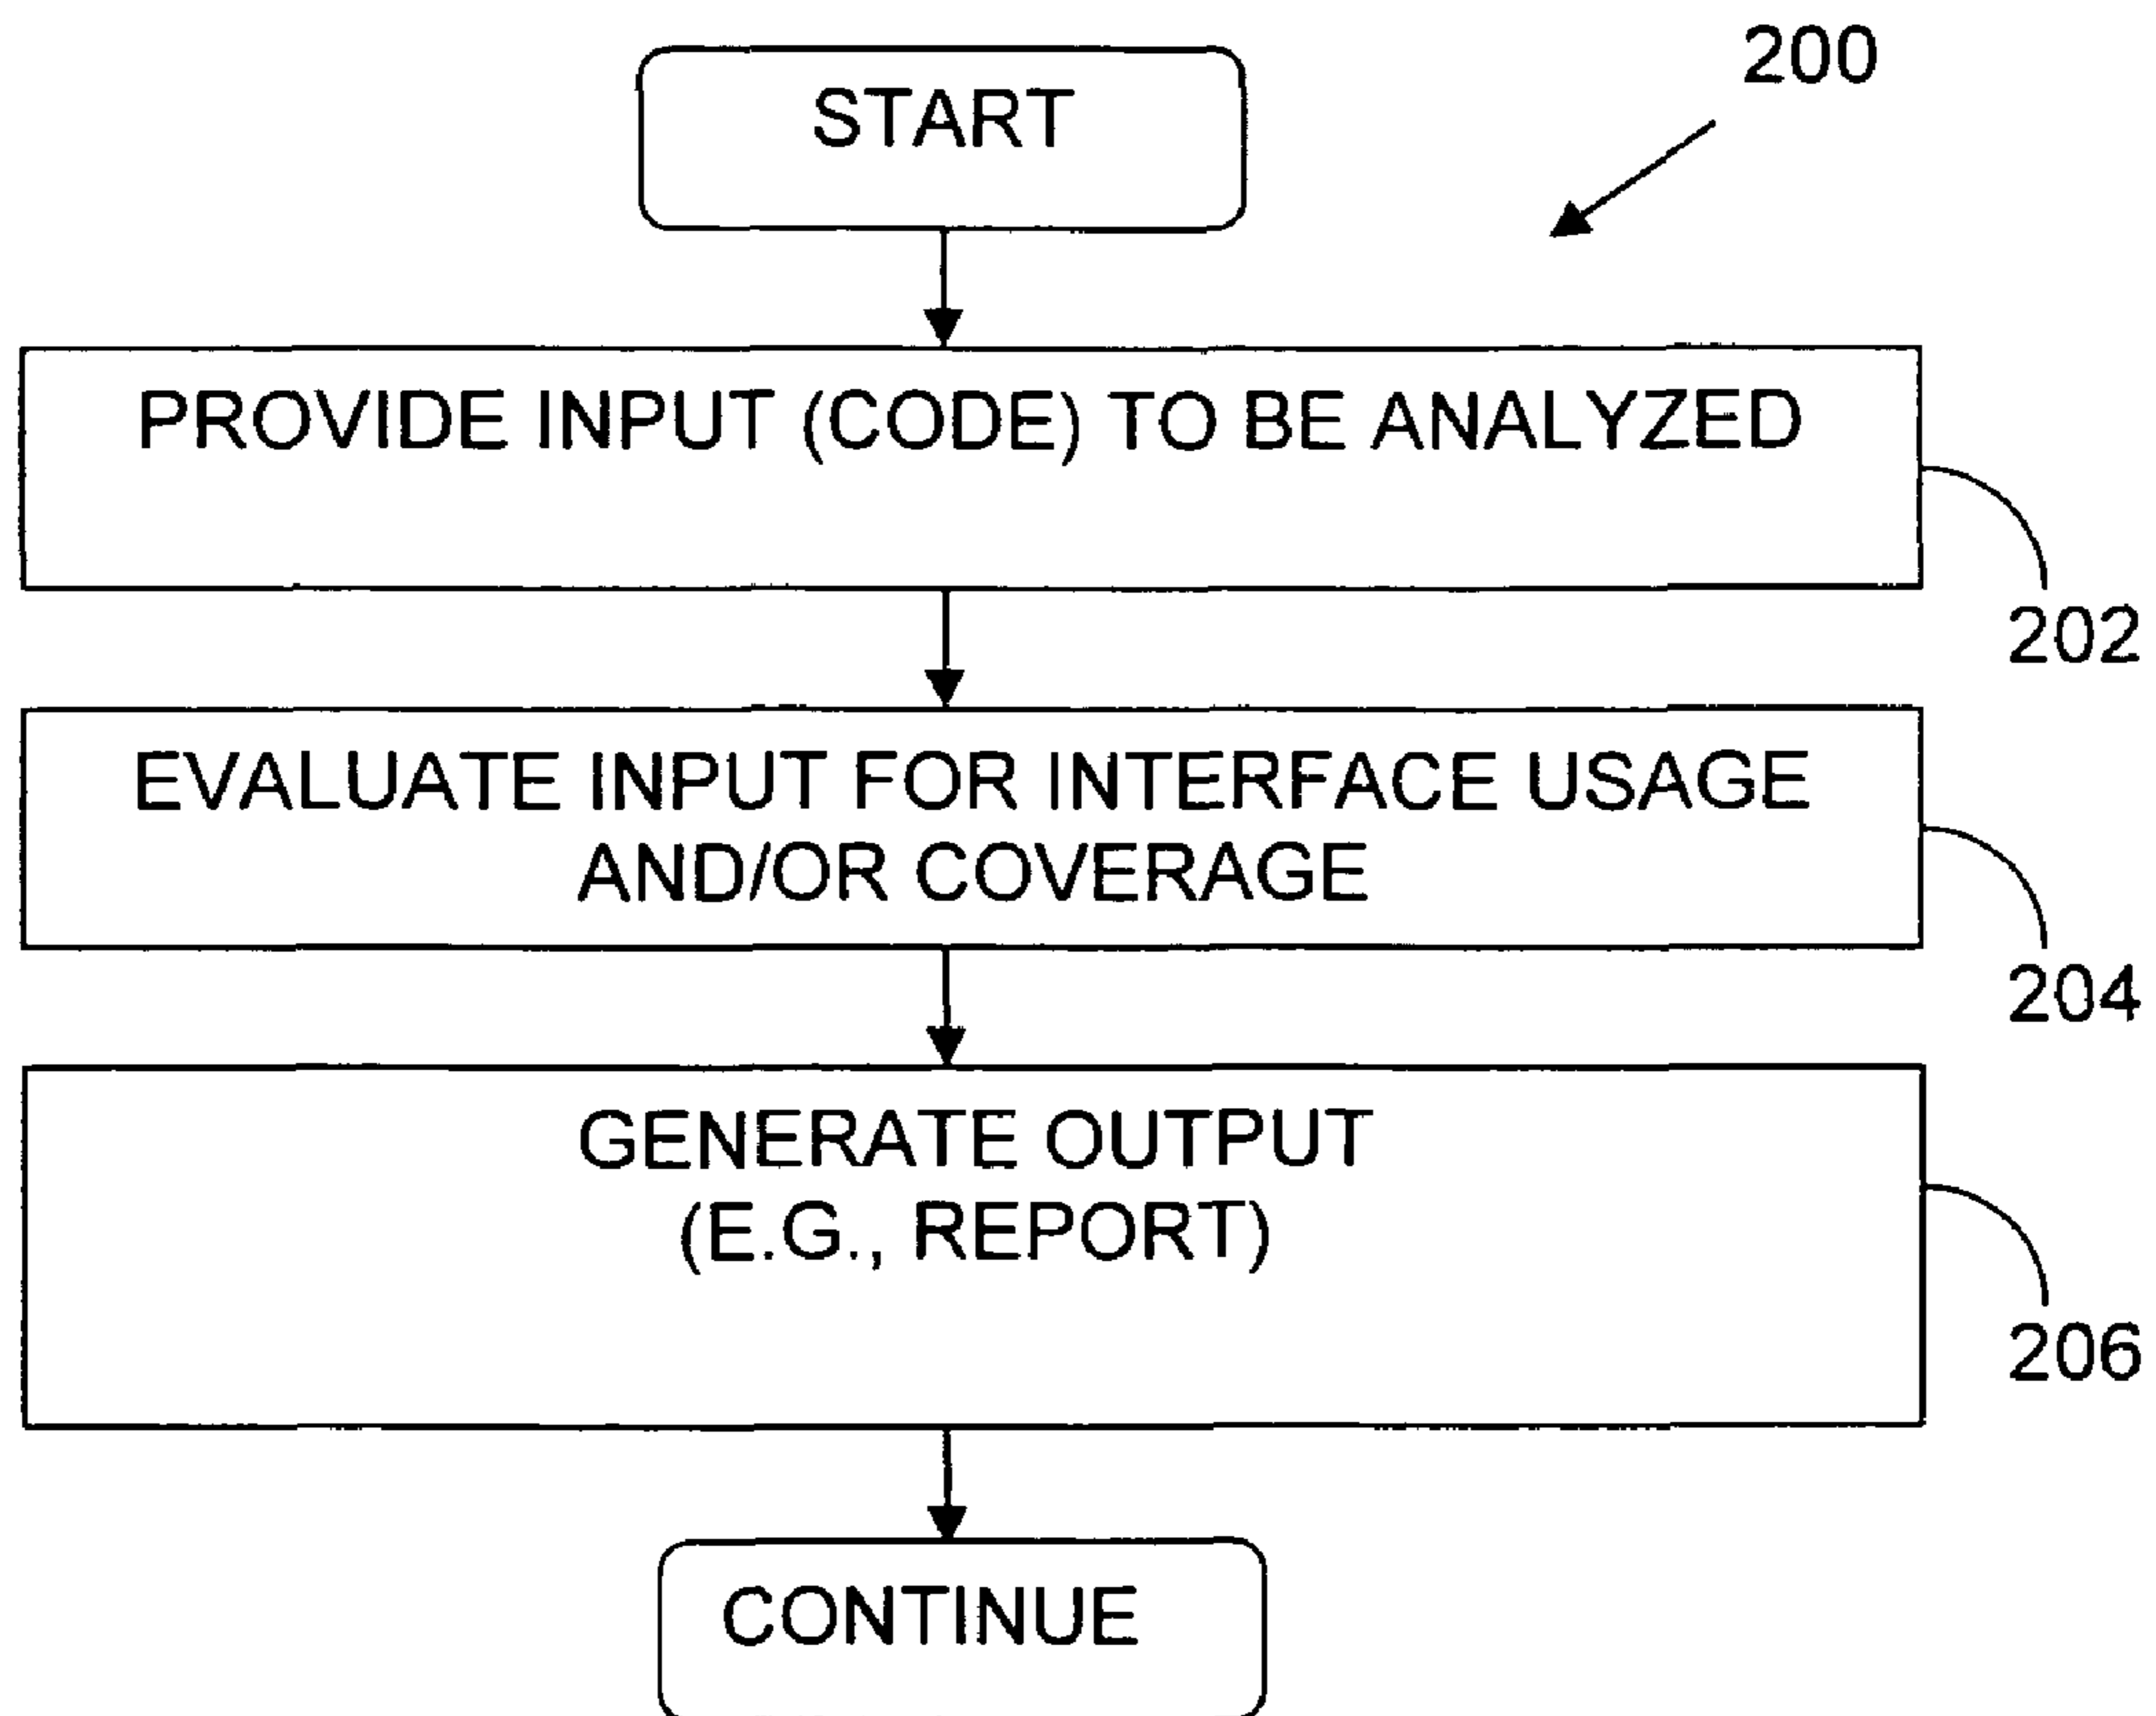 200
START
PROVIDE INPUT (CODE) TO BE ANALYZED
202
EVALUATE INPUT FOR INTERFACE USAGE
AND/OR COVERAGE
204
GENERATE OUTPUT
(E.G., REPORT)
206
CONTINUE